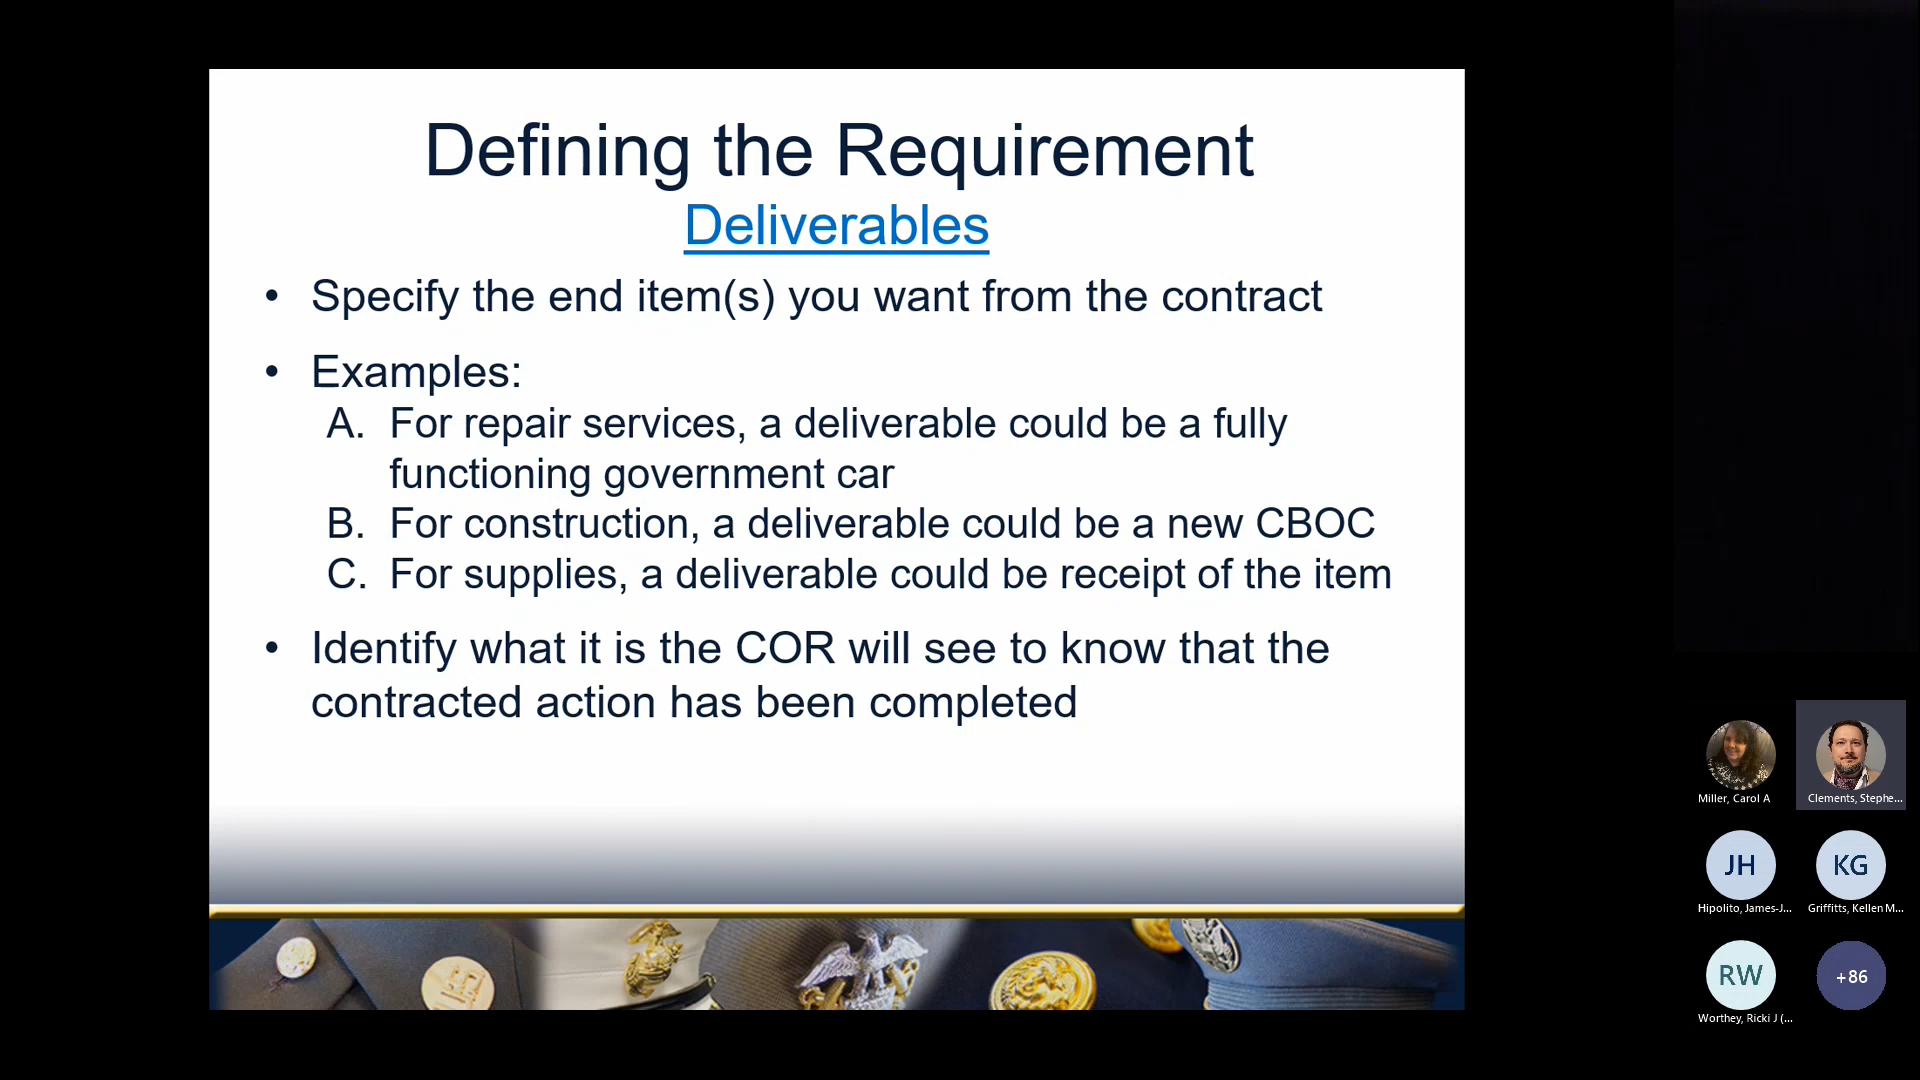 Defining the Requirement
Deliverables
• Specify the end item(s) you want from the contract
• Examples:
A. For repair services, a deliverable could be a fully
functioning government car
B. For construction, a deliverable could be a new CBOC
C. For supplies, a deliverable could be receipt of the item
• Identify what it is the COR will see to know that the
contracted action has been completed
Miller, Carol A
Clements, Stephe...
JH
Hipolito, James-J...
KG
Griffitts, Kellen M...
RW
Worthey, Ricki J (...
+86